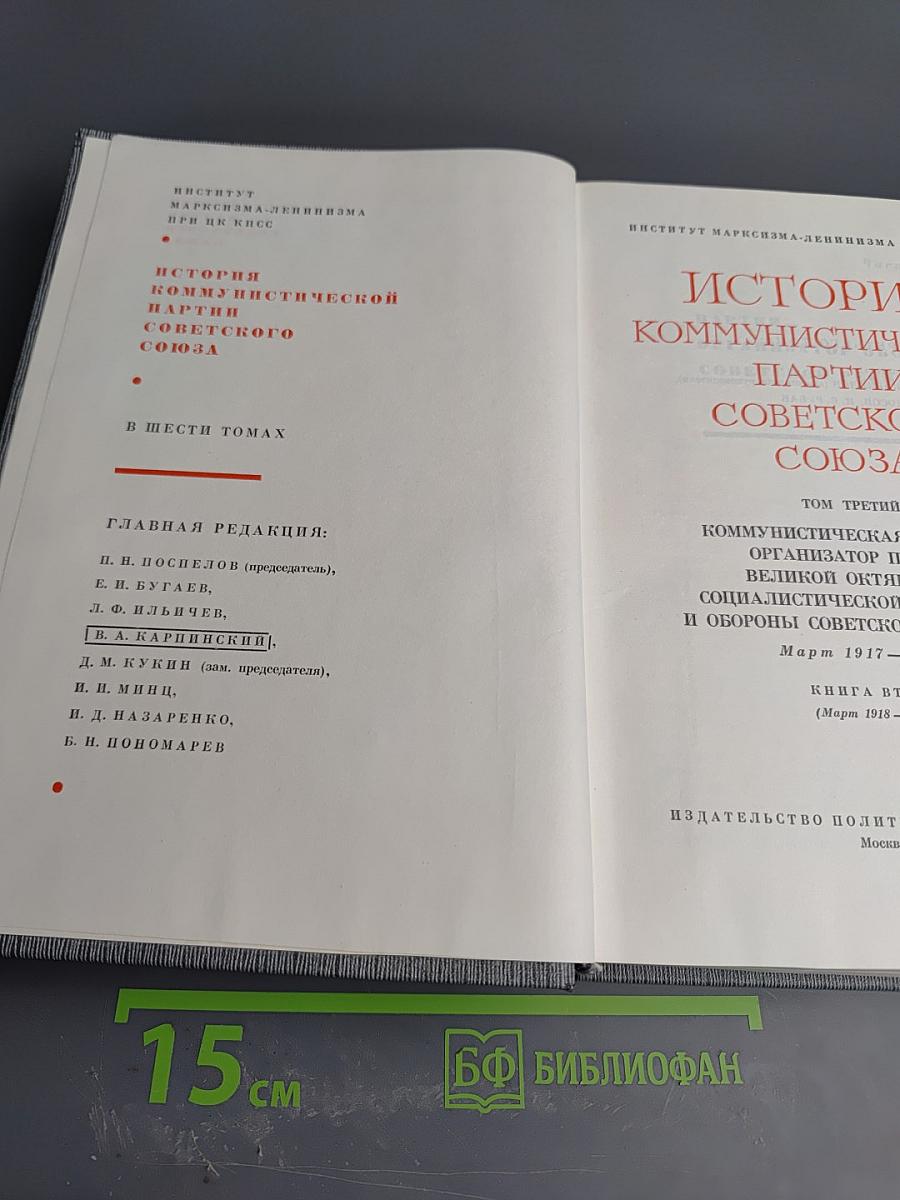 ИНСТИТУТ
МАРКСИЗМА-ЛЕНИНИЗМА
ПРИ ЦК КПСС
ИСТОРИЯ
КОММУНИСТИЧЕСКОЙ
ПАРТИИ
СОВЕТСКОГО
СОЮЗА
В ШЕСТИ ТОМАХ
ГЛАВНАЯ РЕДАКЦИЯ:
П. Н. ПОСПЕЛОВ (председатель),
Е. И. БУГАЕВ,
Л. Ф. ИЛЬИЧЕВ,
В. А. КАРПИНСКИЙ,
Д. М. КУКИН (зам. председателя),
И. И. МИНЦ,
И. Д. НАЗАРЕНКО,
Б. Н. ПОНОМАРЕВ
ИНСТИТУТ МАРКСИЗМА-ЛЕНИНИЗМА
ИСТОРИ
КОММУНИСТИЧ
ПАРТИИ
СОВЕТСКО
СОЮЗА
ТОМ ТРЕТИЙ
КОММУНИСТИЧЕСКАЯ
ОРГАНИЗАТОР П
ВЕЛИКОЙ ОКТЯ
СОЦИАЛИСТИЧЕСКОЙ
И ОБОРОНЫ СОВЕТСКО
Март 1917—
КНИГА ВТ
(Март 1918—
ИЗДАТЕЛЬСТВО ПОЛИТ
Москв
15 см
БФ БИБЛИОФАН